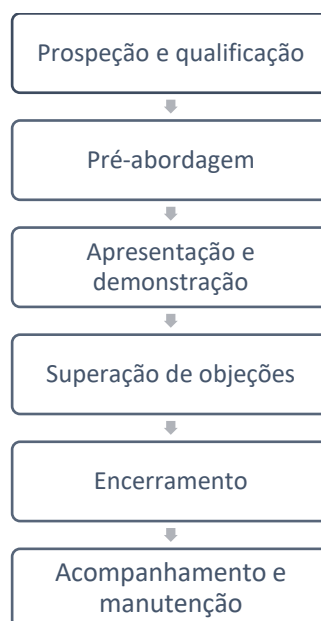 Prospeção e qualificação
Pré-abordagem
Apresentação e
demonstração
Superação de objeções
Encerramento
Acompanhamento e
manutenção